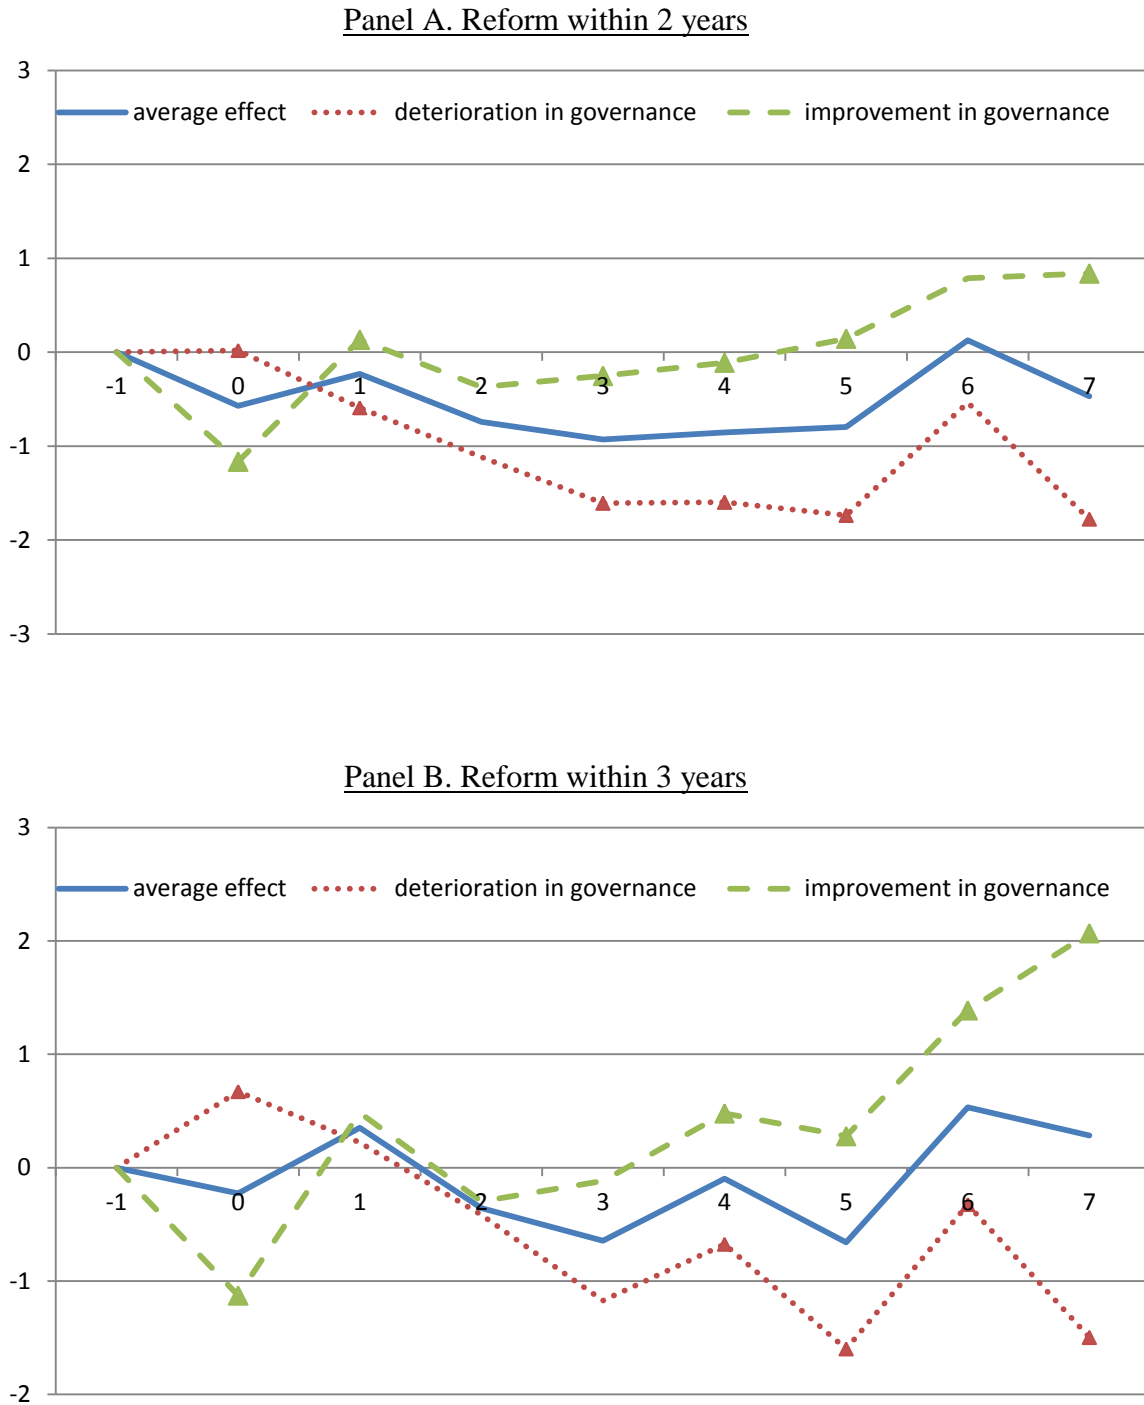 Panel A. Reform within 2 years
3
average effect deterioration in governance improvement in governance
2
1
0
-1 0 1 2 3 4 5 6 7
-1
-2
-3
Panel B. Reform within 3 years
3
average effect deterioration in governance improvement in governance
2
1
0
-1 0 1 2 3 4 5 6 7
-1
-2